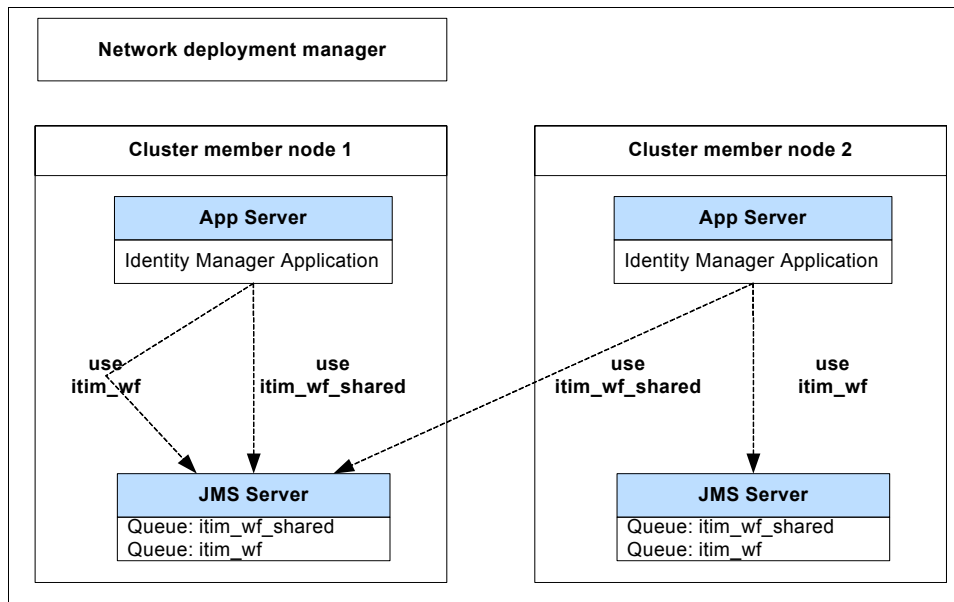 Network deployment manager
Cluster member node 1
App Server
Identity Manager Application
use
itim_wf
use
itim_wf_shared
JMS Server
Queue: itim_wf_shared
Queue: itim_wf
Cluster member node 2
App Server
Identity Manager Application
use
itim_wf_shared
use
itim_wf
JMS Server
Queue: itim_wf_shared
Queue: itim_wf